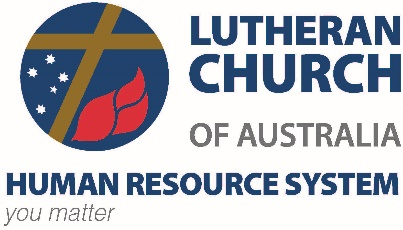 LUTHERAN
CHURCH
OF AUSTRALIA
HUMAN RESOURCE SYSTEM
you matter